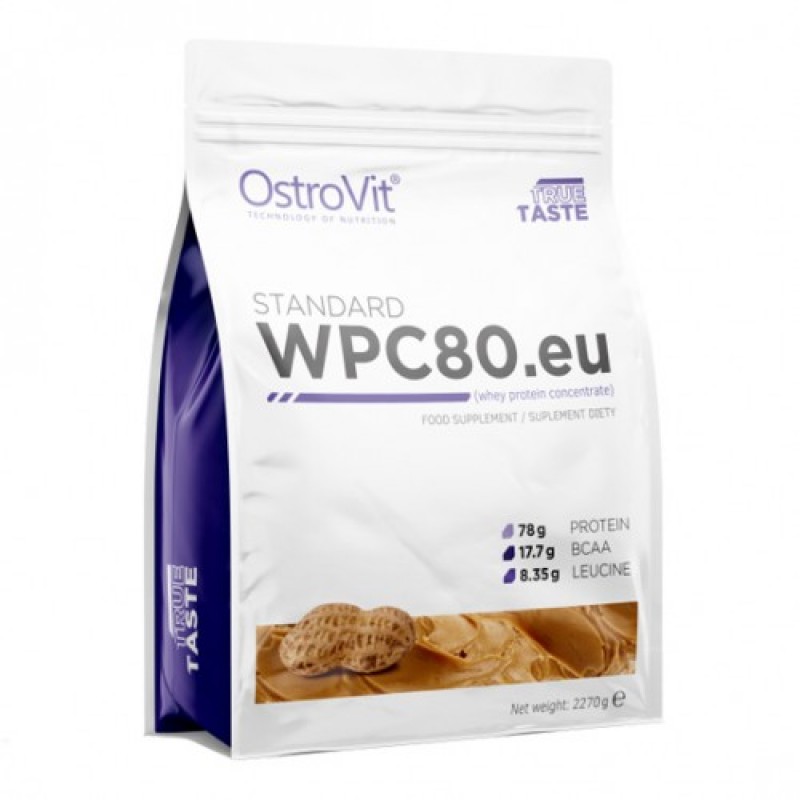 OstroVit®
TECHNOLOGY OF NUTRITION
TRUE
TASTE
STANDARD
WPC80.eu
(whey protein concentrate)
FOOD SUPPLEMENT / SUPLEMENT DIETY
78g PROTEIN
17.7g BCAA
8.35g LEUCINE
TRUE
TASTE
Net weight: 2270g ℮